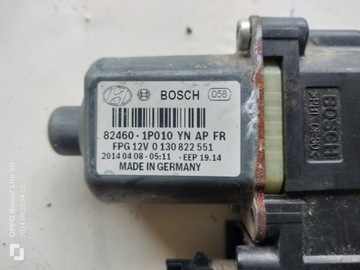 BOSCH 058
82460-1P010 YN AP FR
FPG 12V 0 130 822 551
2014 04 08 - 05:11 - EEP 19.14
MADE IN GERMANY
BOSCH